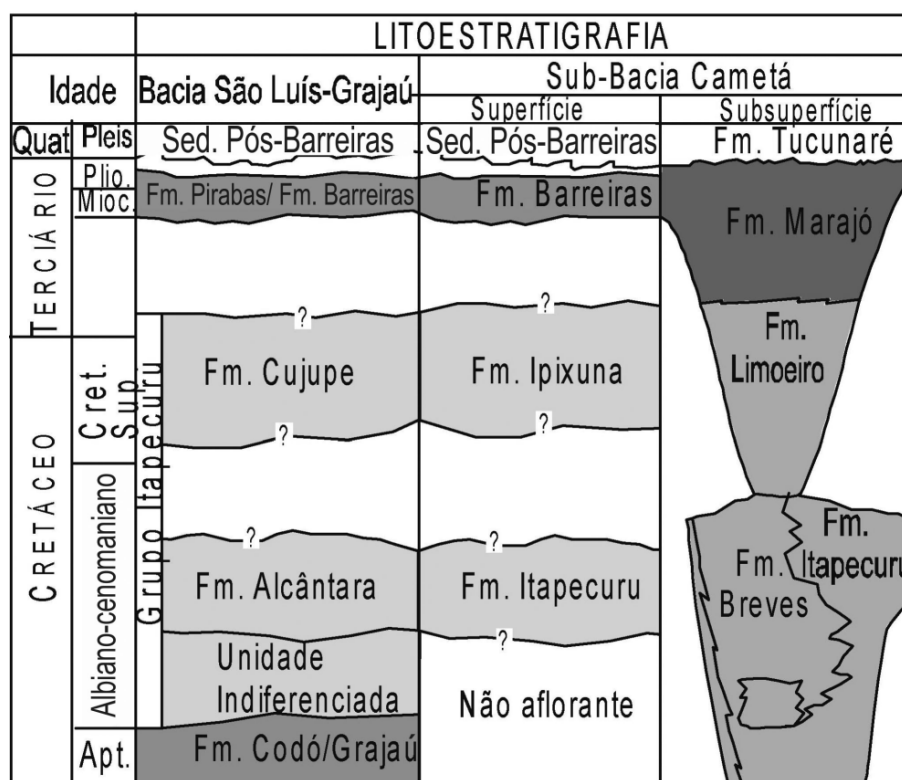 LITOESTRATIGRAFIA
Idade
Bacia São Luís-Grajaú
Sub-Bacia Cametá
Superfície
Subsuperfície
Quat
Pleis
Sed. Pós-Barreiras
Sed. Pós-Barreiras
Fm. Tucunaré
TERCIÁRIO
Plio.
Mioc.
Fm. Pirabas/ Fm. Barreiras
Fm. Barreiras
Fm. Marajó
?
?
CRETÁCEO
Cret.
Sup
Grupo Itapecuru
Fm. Cujupe
Fm. Ipixuna
Fm.
Limoeiro
?
?
Albiano-cenomaniano
?
?
Fm. Alcântara
Fm. Itapecuru
Fm.
Breves
Fm.
Itapecuru
?
Unidade
Indiferenciada
Não aflorante
Apt.
Fm. Codó/Grajaú